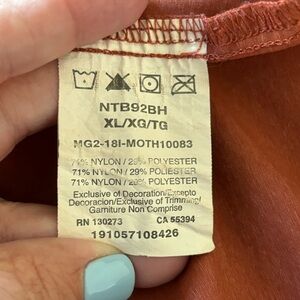 NTB92BH
XL/XG/TG
MG2-18I-MOTH10083
71% NYLON / 29% POLYESTER
71% NYLON / 29% POLYESTER
71% NYLON / 29% POLYESTER
Exclusive of Decoration/Excepto
Decoracion/Exclusive of Trimming/
Garniture Non Comprise
RN 130273 CA 55394
191057108426